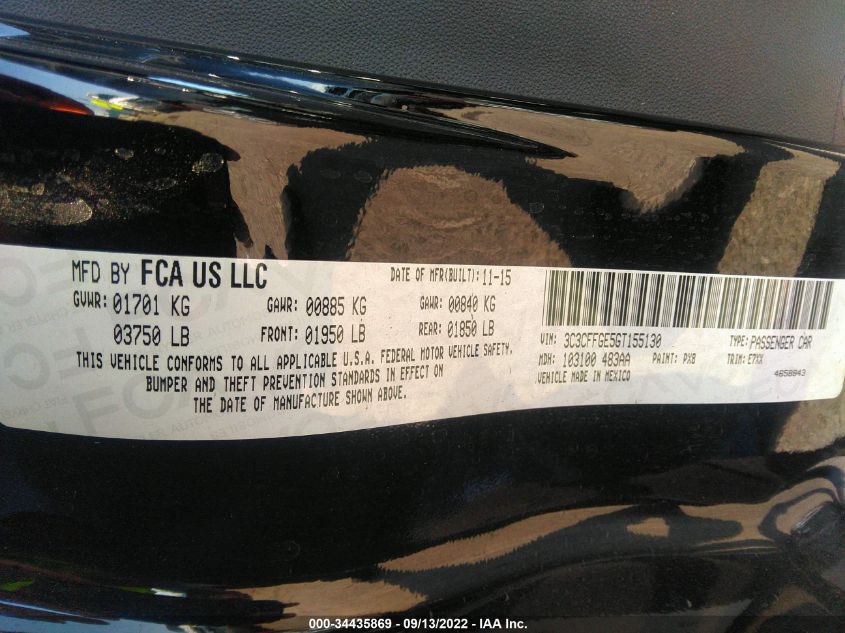 MFD BY FCA US LLC DATE OF MFR(BUILT): 11-15
GVWR: 01701 KG GAWR: 00885 KG GAWR: 00840 KG
03750 LB FRONT: 01950 LB REAR: 01850 LB
THIS VEHICLE CONFORMS TO ALL APPLICABLE U.S.A. FEDERAL MOTOR VEHICLE SAFETY,
BUMPER AND THEFT PREVENTION STANDARDS IN EFFECT ON
THE DATE OF MANUFACTURE SHOWN ABOVE.
VIN: 3C3CFFGE5GT155130 TYPE: PASSENGER CAR
MDH: 103100 483AA PAINT: PX8 TRIM: E7XX
VEHICLE MADE IN MEXICO 4658843
000-34435869 - 09/13/2022 - IAA Inc.